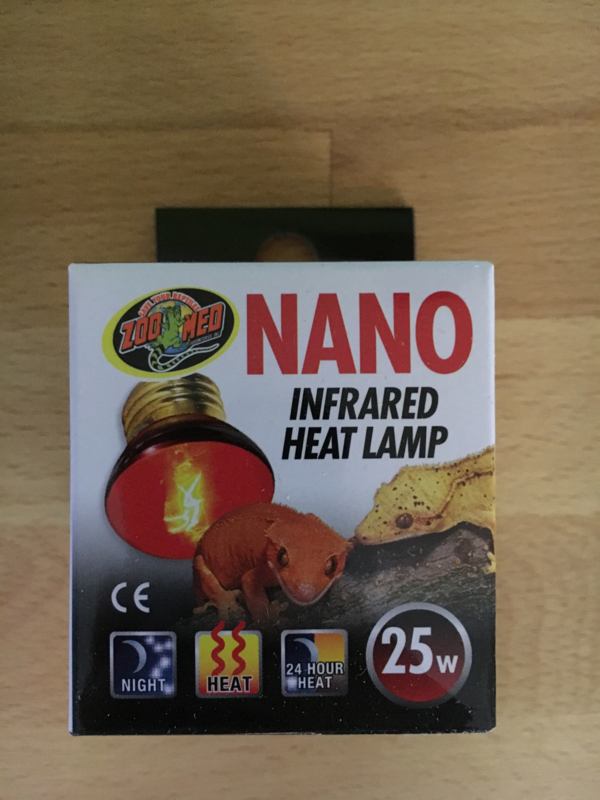 ZOO MED
NANO
INFRARED
HEAT LAMP
CE
NIGHT
HEAT
24 HOUR
HEAT
25W